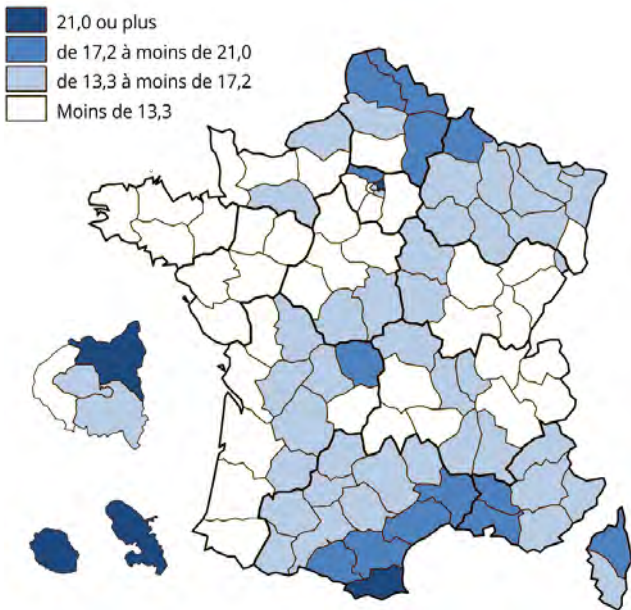 21,0 ou plus
de 17,2 à moins de 21,0
de 13,3 à moins de 17,2
Moins de 13,3